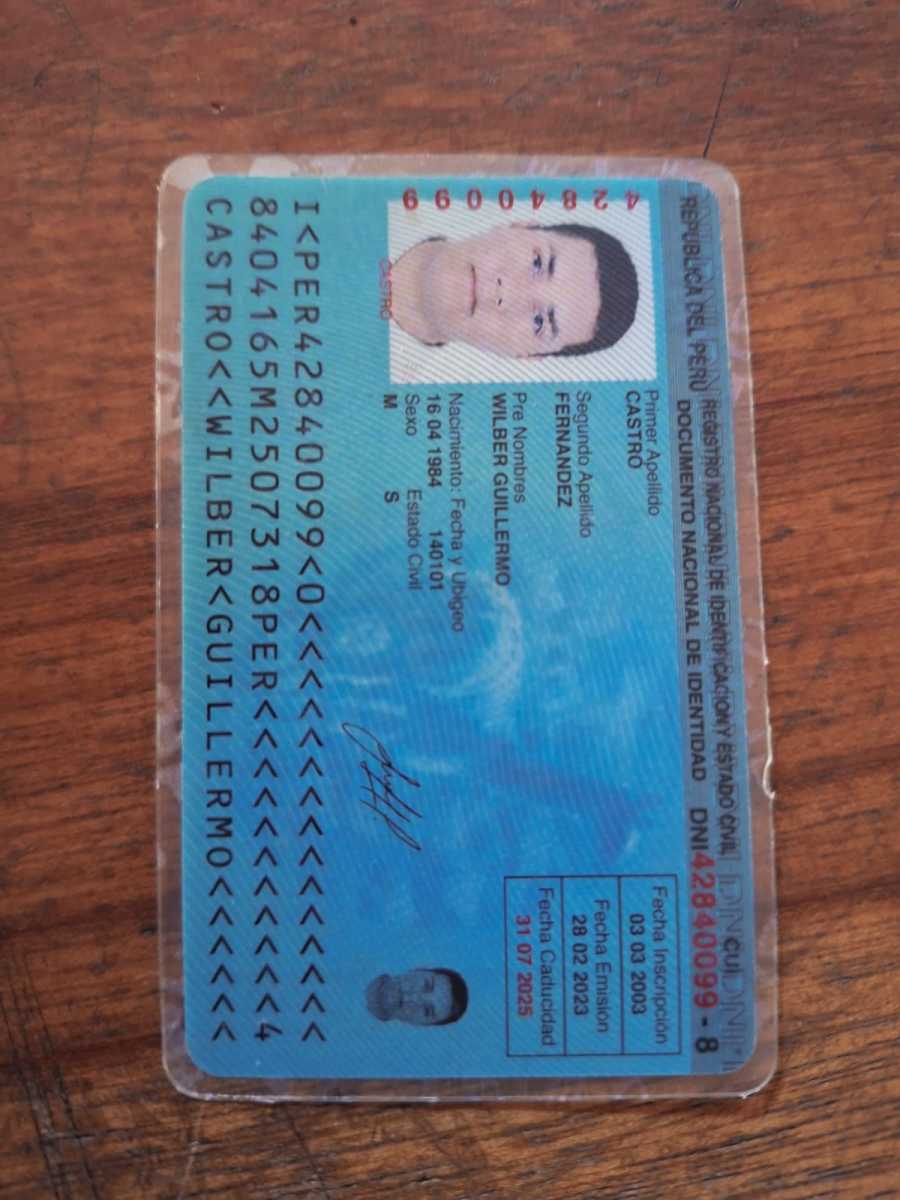 REPUBLICA DEL PERU REGISTRO NACIONAL DE IDENTIFICACION Y ESTADO CIVIL
DOCUMENTO NACIONAL DE IDENTIDAD DNI 42840099 - 8
CUI
42840099
CASTRO
Primer Apellido
CASTRO
Segundo Apellido
FERNANDEZ
Pre Nombres
WILBER GUILLERMO
Nacimiento: Fecha y Ubigeo
16 04 1984 140101
Sexo Estado Civil
M S
Fecha Inscripción
03 03 2003
Fecha Emisión
28 02 2023
Fecha Caducidad
31 07 2025
I<PER42840099<0<<<<<<<<<<<<<<<
8404165M2507318PER<<<<<<<<<<<4
CASTRO<<WILBER<GUILLERMO<<<<<<